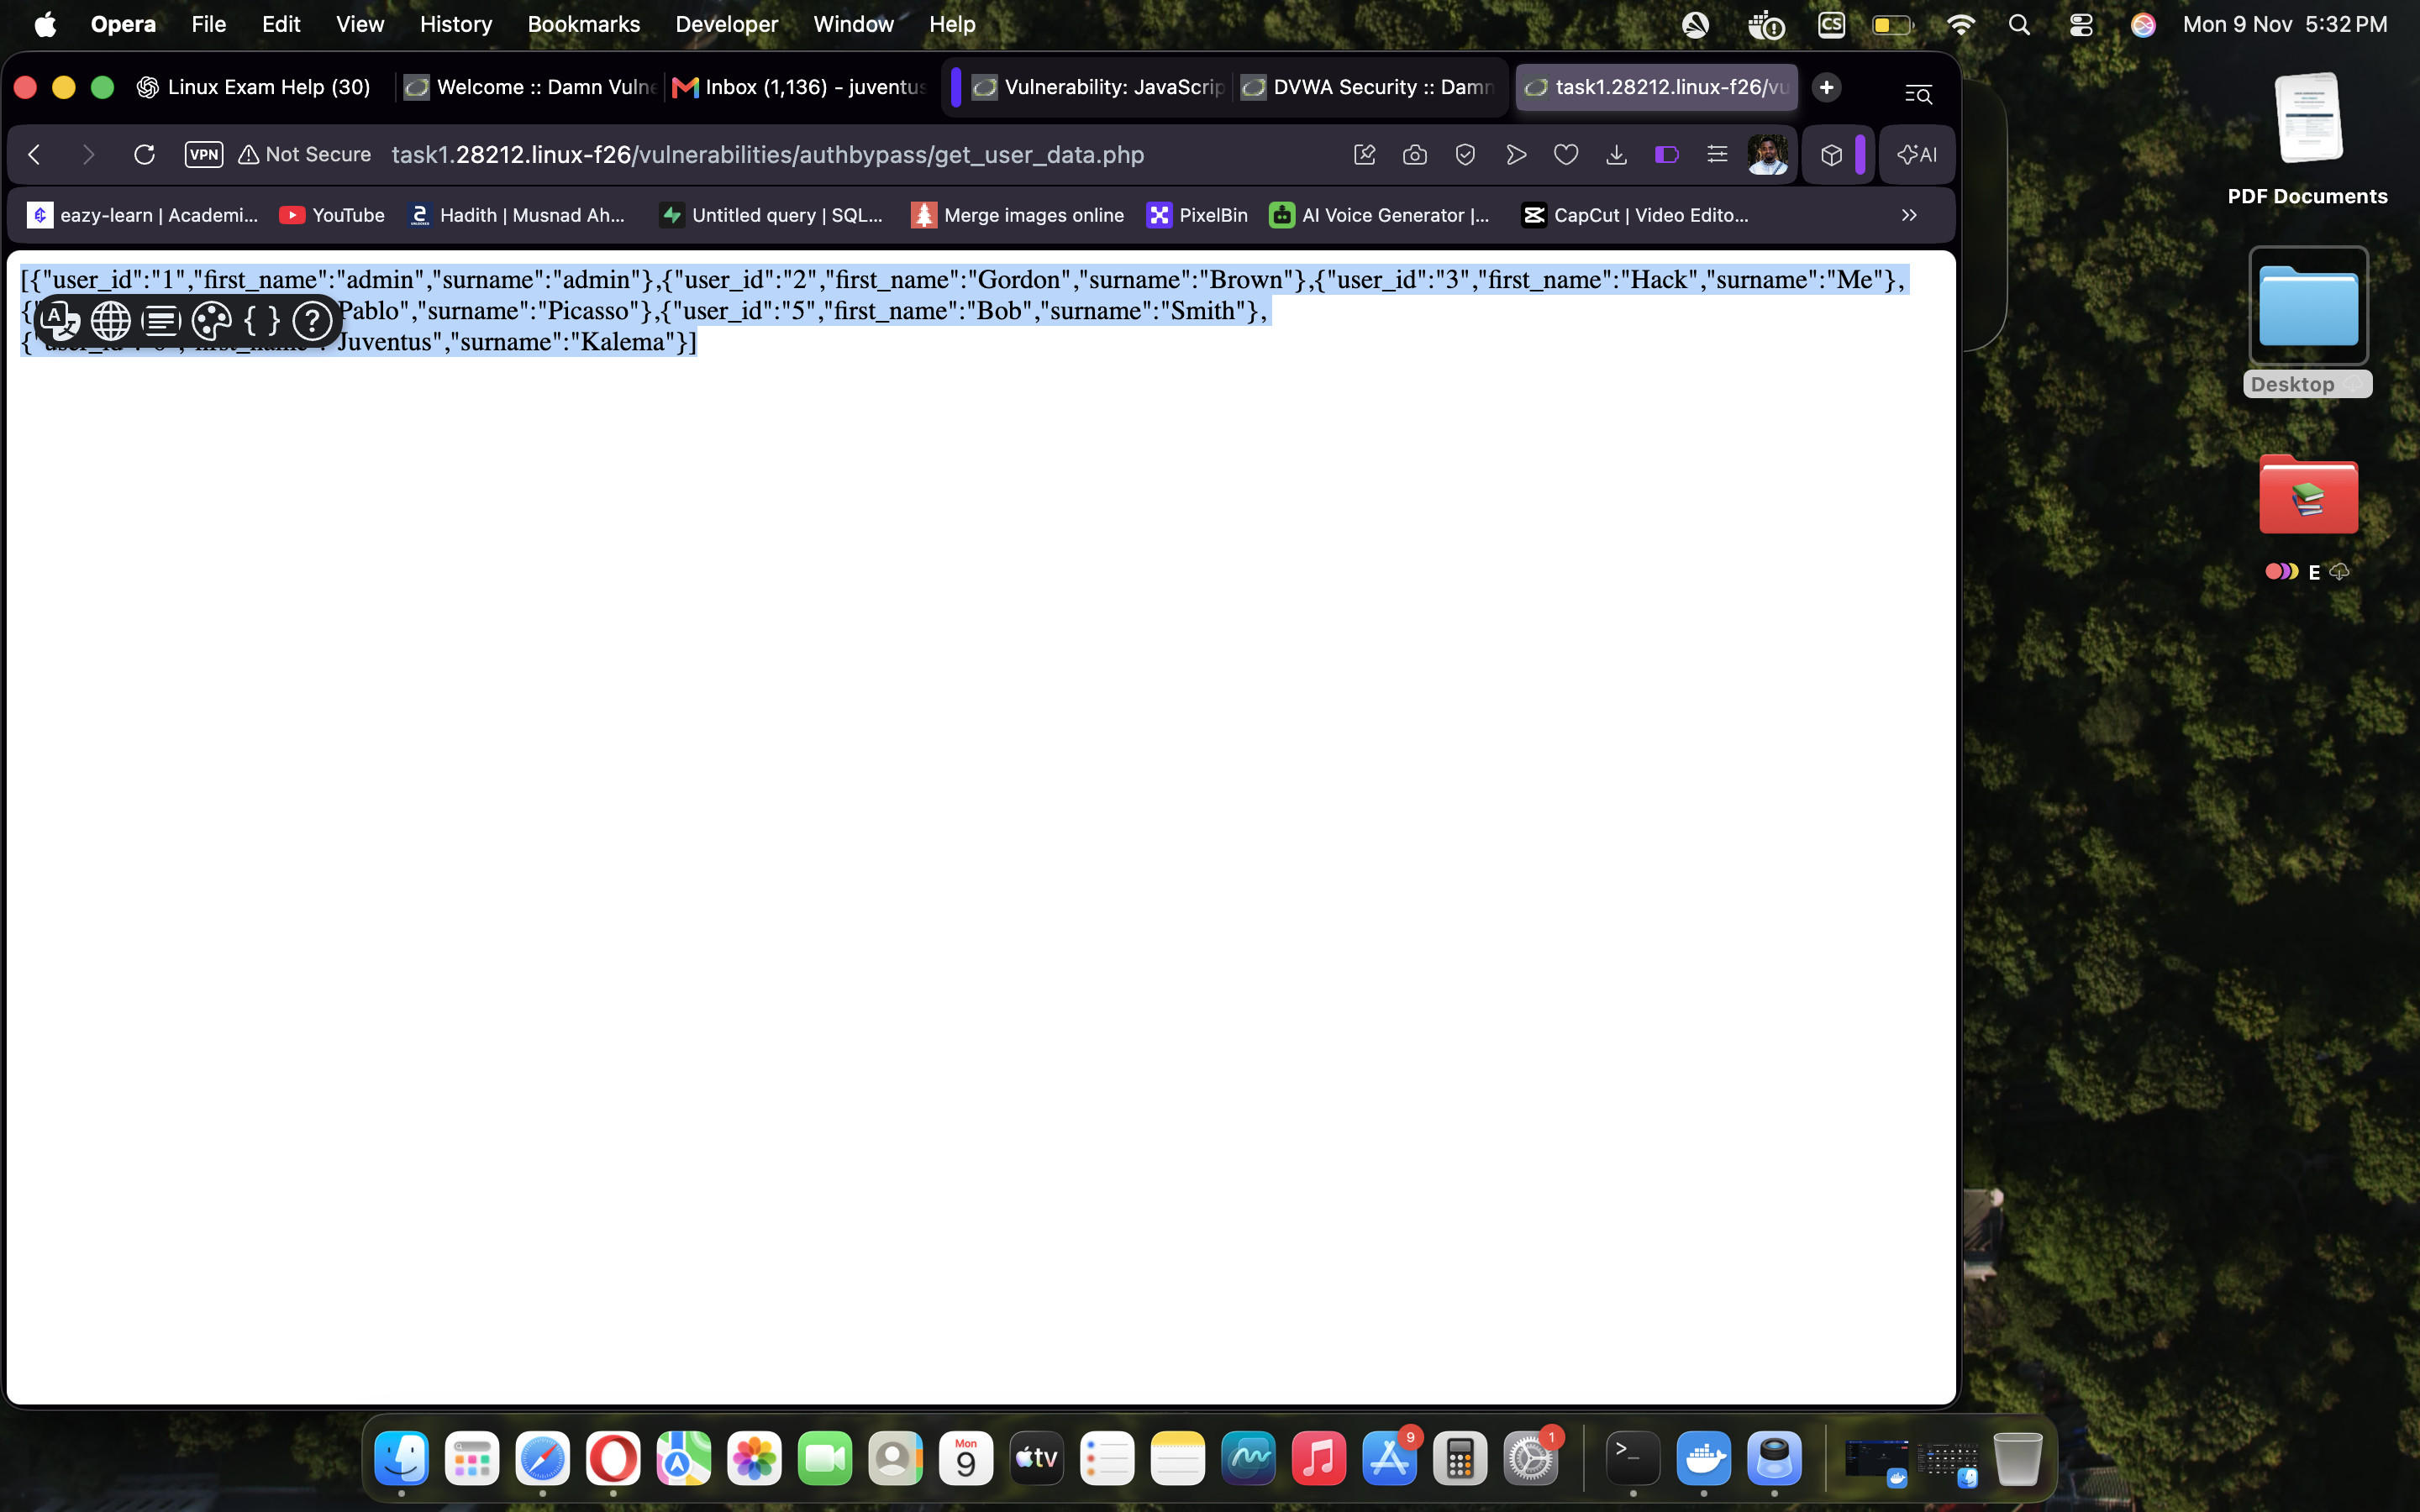 Opera File Edit View History Bookmarks Developer Window Help CS Mon 9 Nov 5:32 PM
Linux Exam Help (30) Welcome :: Damn Vulne Inbox (1,136) - juventus Vulnerability: JavaScrip DVWA Security :: Damn task1.28212.linux-f26/vu
VPN Not Secure task1.28212.linux-f26/vulnerabilities/authbypass/get_user_data.php AI
eazy-learn | Academi... YouTube Hadith | Musnad Ah... Untitled query | SQL... Merge images online PixelBin AI Voice Generator |... CapCut | Video Edito...
[{"user_id":"1","first_name":"admin","surname":"admin"},{"user_id":"2","first_name":"Gordon","surname":"Brown"},{"user_id":"3","first_name":"Hack","surname":"Me"},
Pablo","surname":"Picasso"},{"user_id":"5","first_name":"Bob","surname":"Smith"},
Juventus","surname":"Kalema"}]
PDF Documents
Desktop
E
Mon
9
tv
9
1